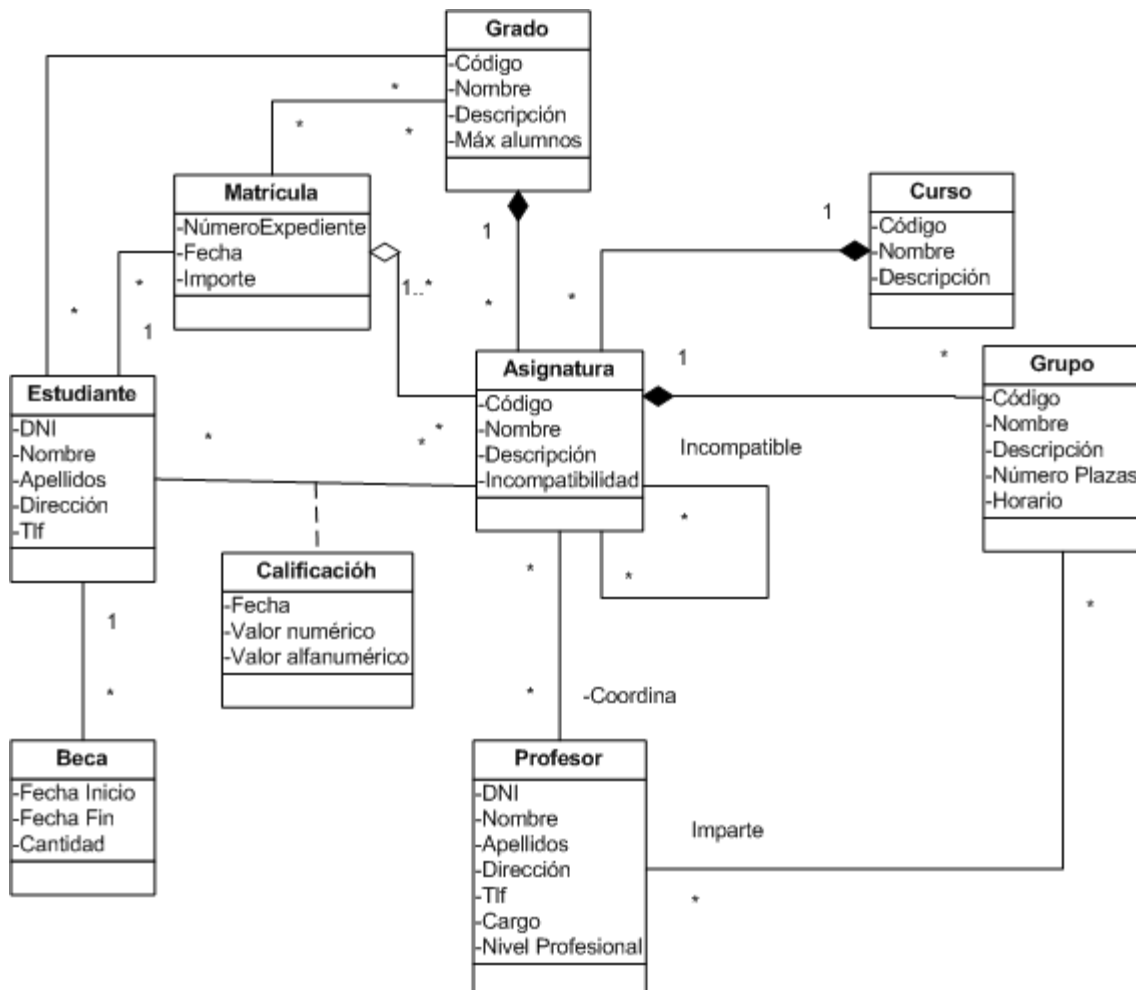 Grado
-Código
-Nombre
-Descripción
-Máx alumnos
*
*
*
Matrícula
-NúmeroExpediente
-Fecha
-Importe
1
*
1..*
*
1
Curso
-Código
-Nombre
-Descripción
*
*
*
1
Estudiante
-DNI
-Nombre
-Apellidos
-Dirección
-Tlf
*
*
*
Asignatura
-Código
-Nombre
-Descripción
-Incompatibilidad
1
*
Incompatible
*
*
Grupo
-Código
-Nombre
-Descripción
-Número Plazas
-Horario
Calificacióh
-Fecha
-Valor numérico
-Valor alfanumérico
1
*
*
*
-Coordina
*
Beca
-Fecha Inicio
-Fecha Fin
-Cantidad
Profesor
-DNI
-Nombre
-Apellidos
-Dirección
-Tlf
-Cargo
-Nivel Profesional
Imparte
*